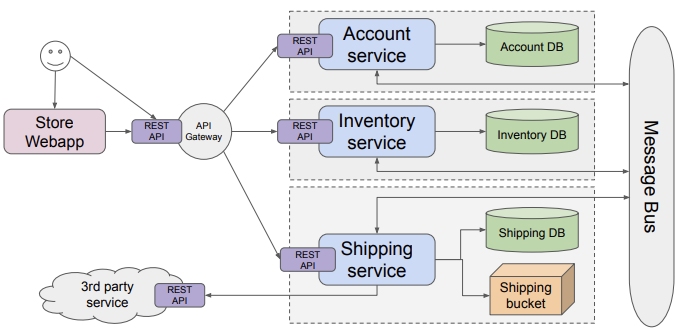 Store
Webapp
REST
API
API
Gateway
REST
API
Account
service
Account DB
REST
API
Inventory
service
Inventory DB
REST
API
Shipping
service
Shipping DB
Shipping
bucket
3rd party
service
REST
API
Message Bus